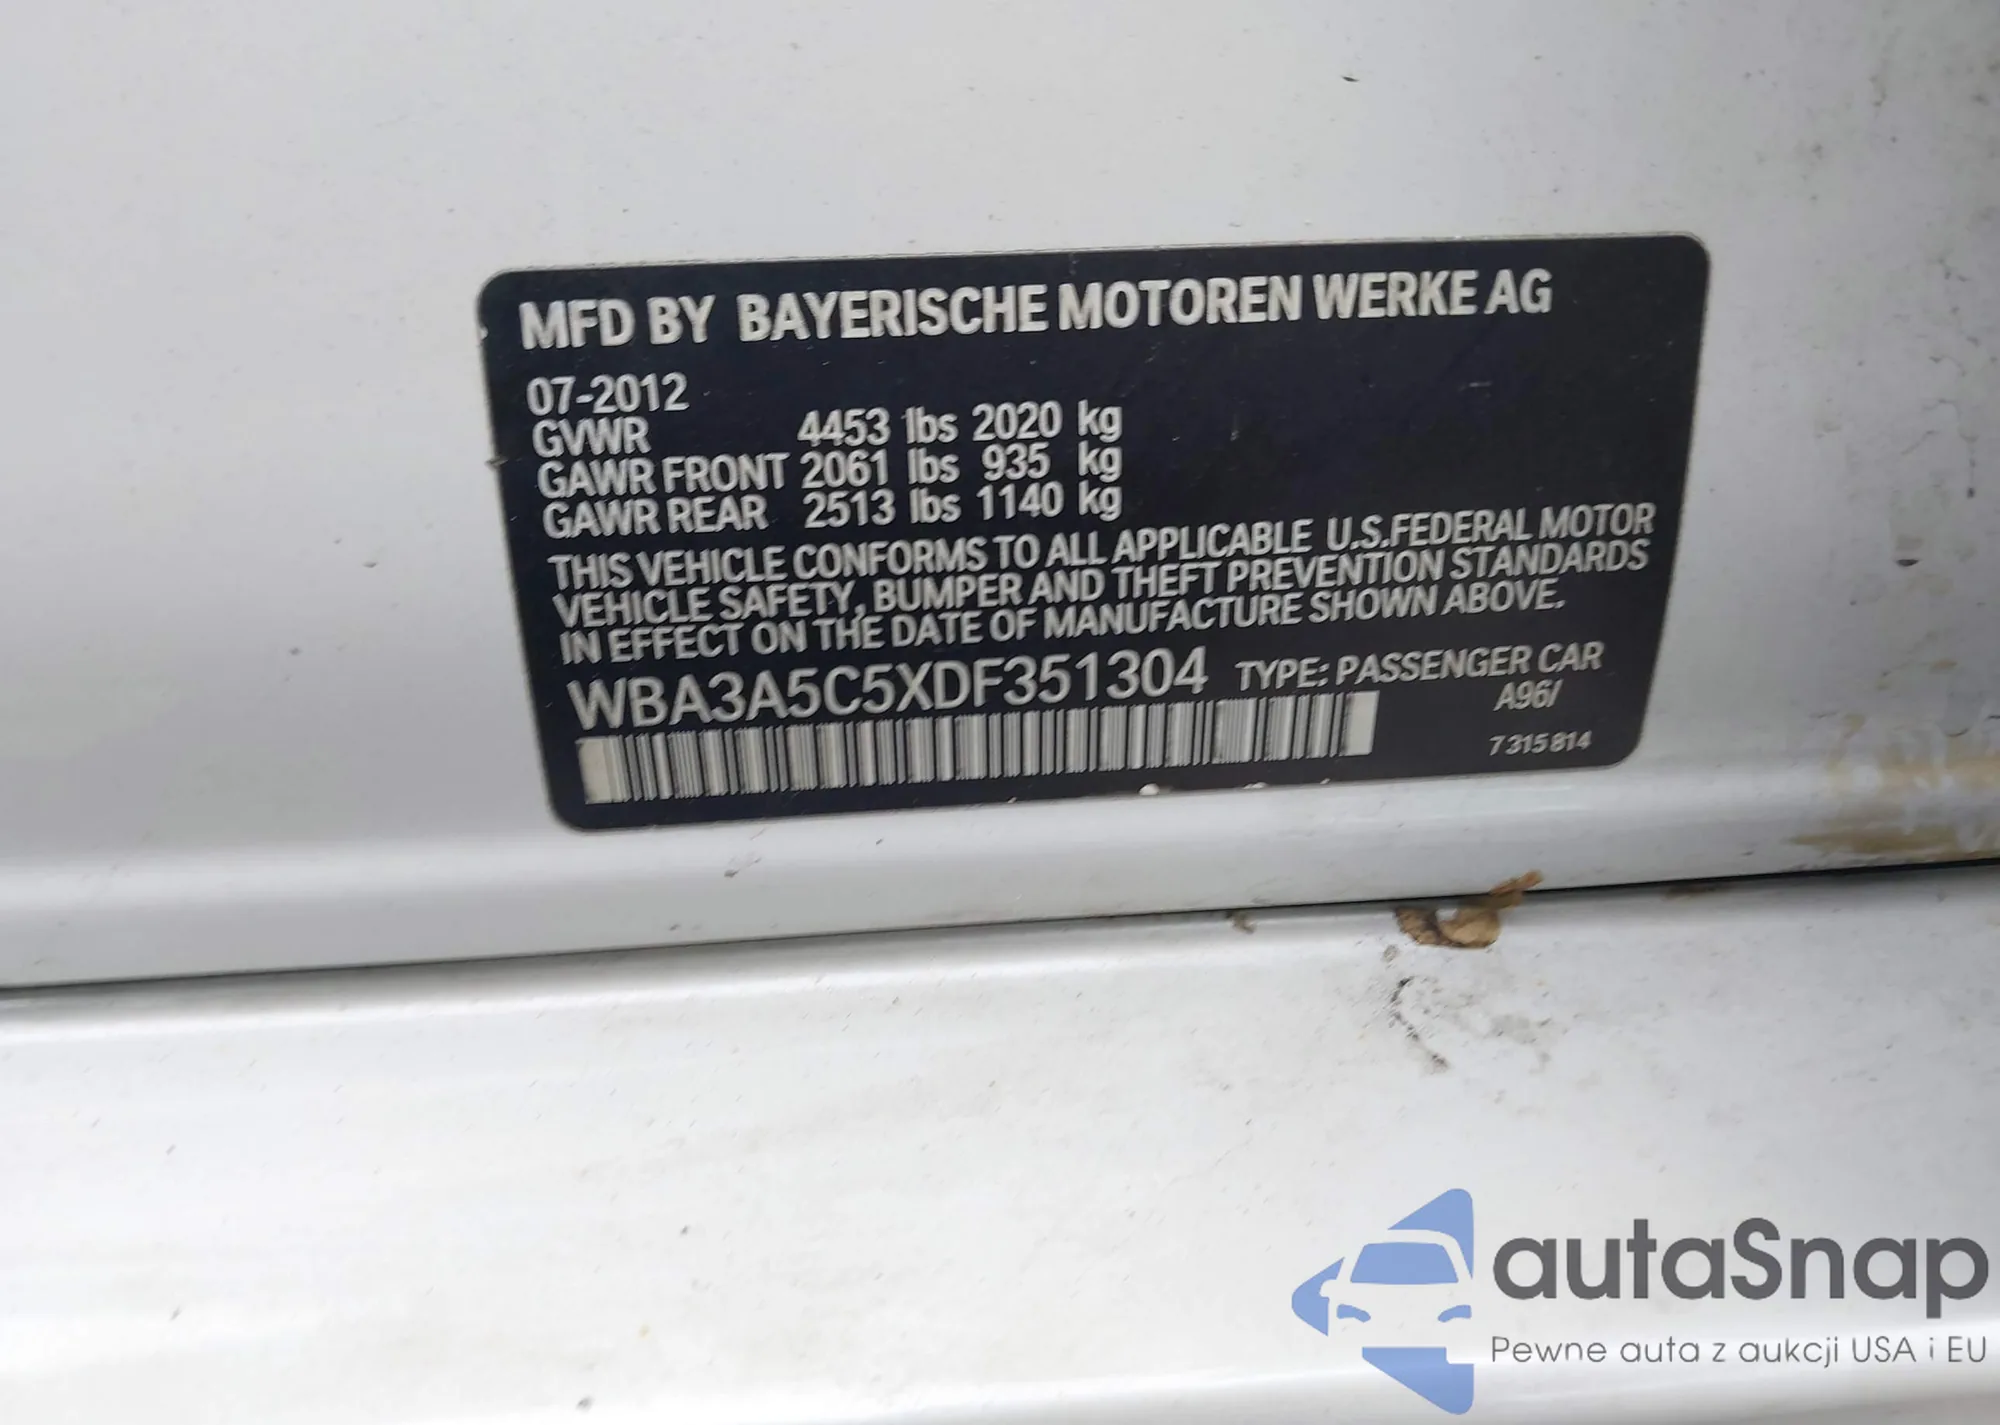 MFD BY BAYERISCHE MOTOREN WERKE AG
07-2012
GVWR 4453 lbs 2020 kg
GAWR FRONT 2061 lbs 935 kg
GAWR REAR 2513 lbs 1140 kg
THIS VEHICLE CONFORMS TO ALL APPLICABLE U.S.FEDERAL MOTOR
VEHICLE SAFETY, BUMPER AND THEFT PREVENTION STANDARDS
IN EFFECT ON THE DATE OF MANUFACTURE SHOWN ABOVE.
WBA3A5C5XDF351304 TYPE: PASSENGER CAR
A96/
7 315 814
autaSnap
Pewne auta z aukcji USA i EU